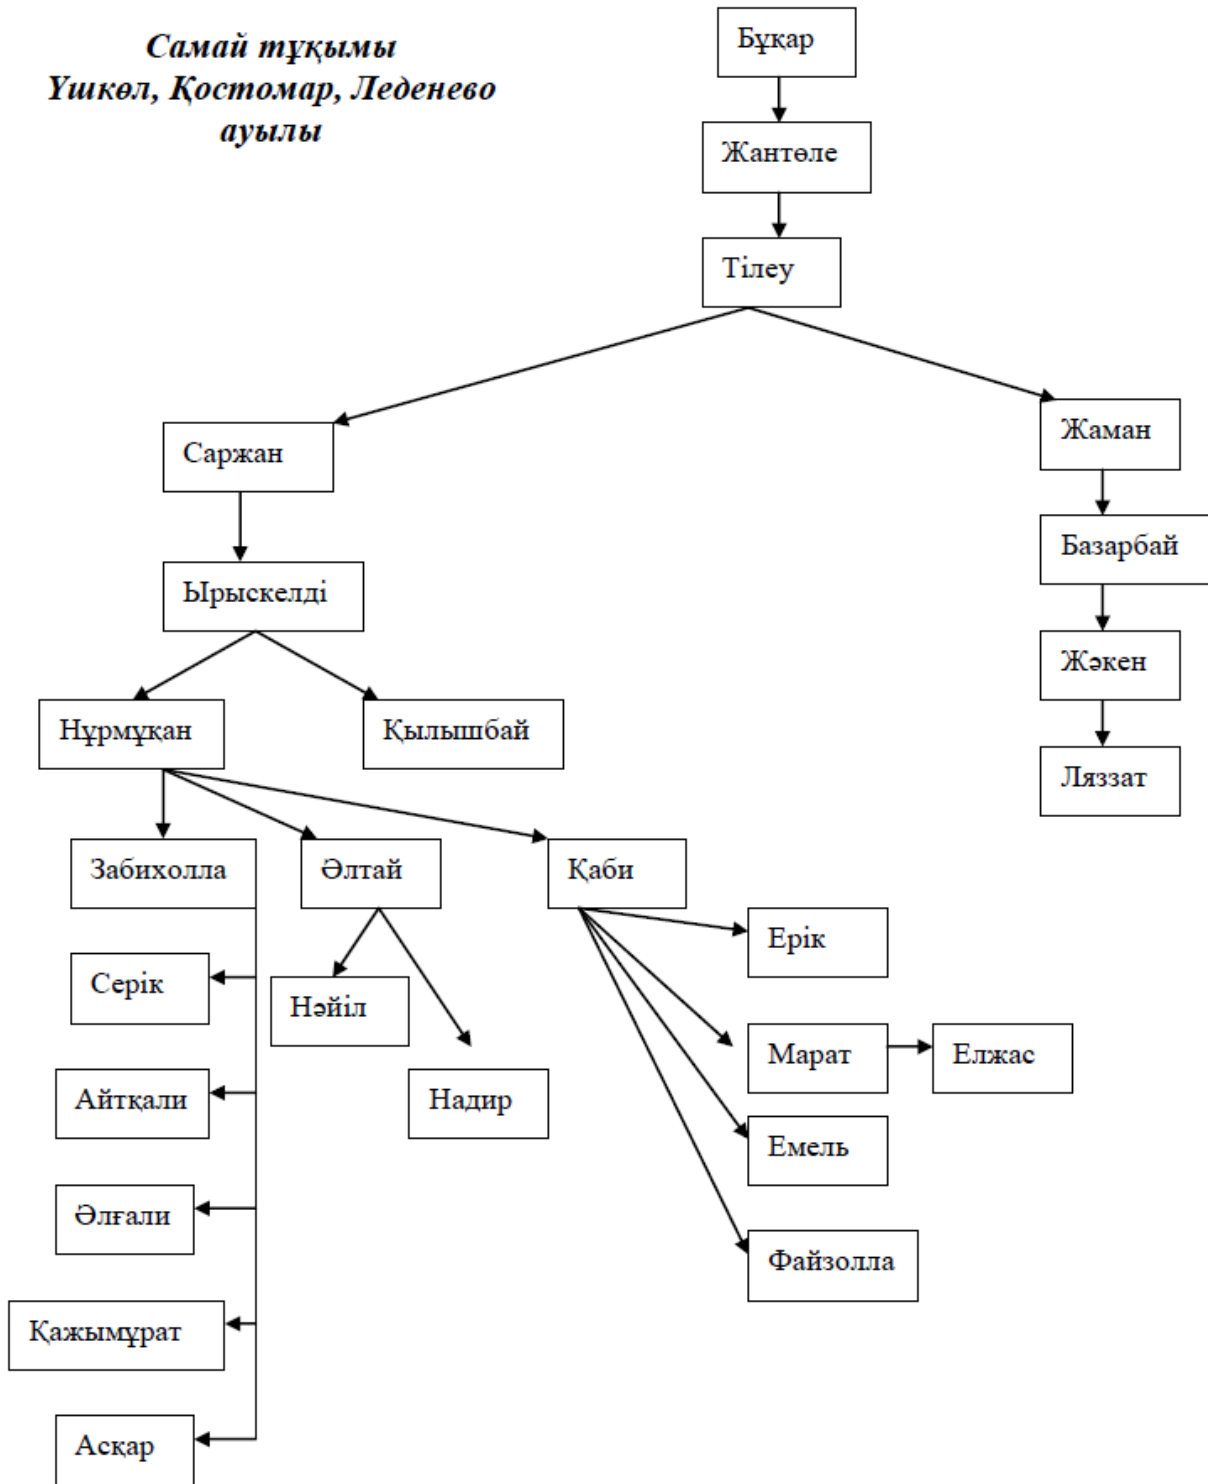 Самай тұқымы
Үшкөл, Қостомар, Леденево
ауылы
Бұқар
Жантөле
Тілеу
Саржан
Жаман
Ырыскелді
Базарбай
Жәкен
Нұрмұқан
Қылышбай
Ляззат
Забихолла
Әлтай
Қаби
Ерік
Серік
Нәйіл
Марат
Елжас
Айтқали
Надир
Емель
Әлғали
Файзолла
Қажымұрат
Асқар